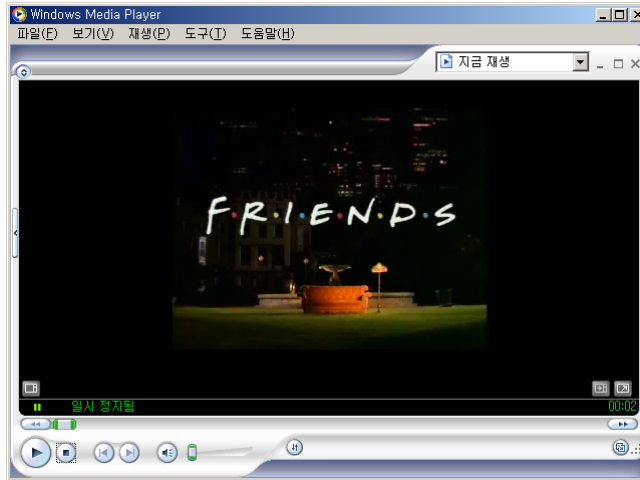 Windows Media Player
파일(F) 보기(V) 재생(P) 도구(T) 도움말(H)
지금 재생
F·R·I·E·N·D·S
일시 정지됨 00:02